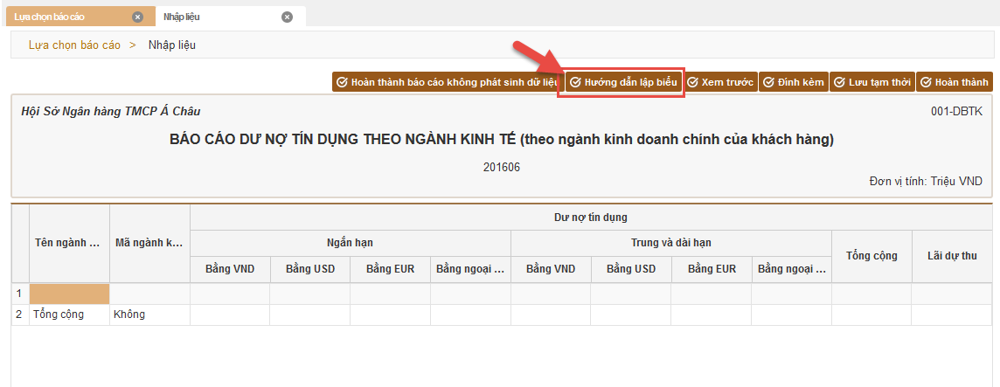 Lựa chọn báo cáo
Nhập liệu
Lựa chọn báo cáo > Nhập liệu
Hoàn thành báo cáo không phát sinh dữ liệu Hướng dẫn lập biểu Xem trước Đính kèm Lưu tạm thời Hoàn thành
Hội Sở Ngân hàng TMCP Á Châu 001-DBTK
BÁO CÁO DƯ NỢ TÍN DỤNG THEO NGÀNH KINH TẾ (theo ngành kinh doanh chính của khách hàng)
201606
Đơn vị tính: Triệu VND
Dư nợ tín dụng
Tên ngành ... Mã ngành k... Ngắn hạn Trung và dài hạn Tổng cộng Lãi dự thu
Bằng VND Bằng USD Bằng EUR Bằng ngoại ... Bằng VND Bằng USD Bằng EUR Bằng ngoại ...
1
2 Tổng cộng Không